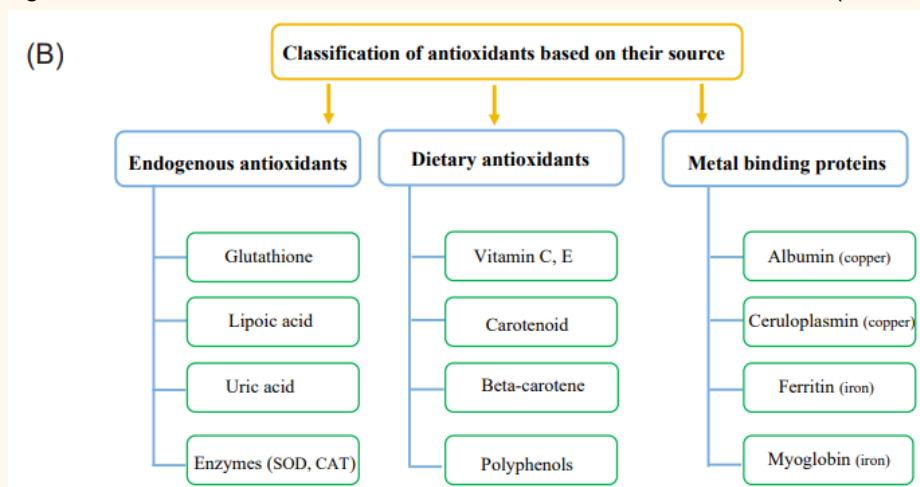 (B)
Classification of antioxidants based on their source
Endogenous antioxidants
Dietary antioxidants
Metal binding proteins
Glutathione
Vitamin C, E
Albumin (copper)
Lipoic acid
Carotenoid
Ceruloplasmin (copper)
Uric acid
Beta-carotene
Ferritin (iron)
Enzymes (SOD, CAT)
Polyphenols
Myoglobin (iron)